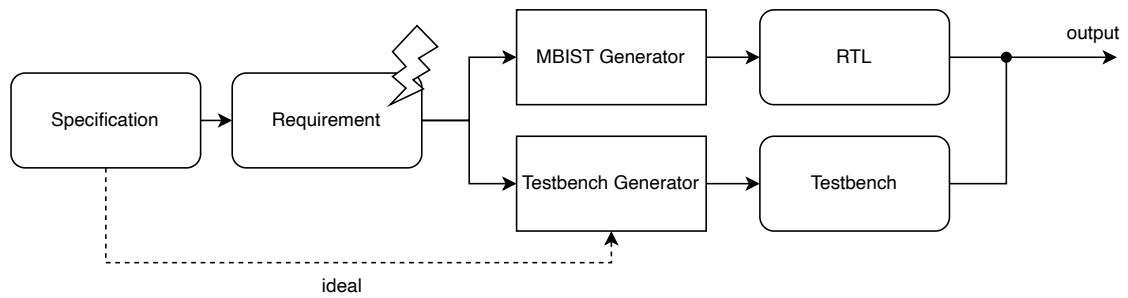 Specification
Requirement
MBIST Generator
RTL
output
Testbench Generator
Testbench
ideal